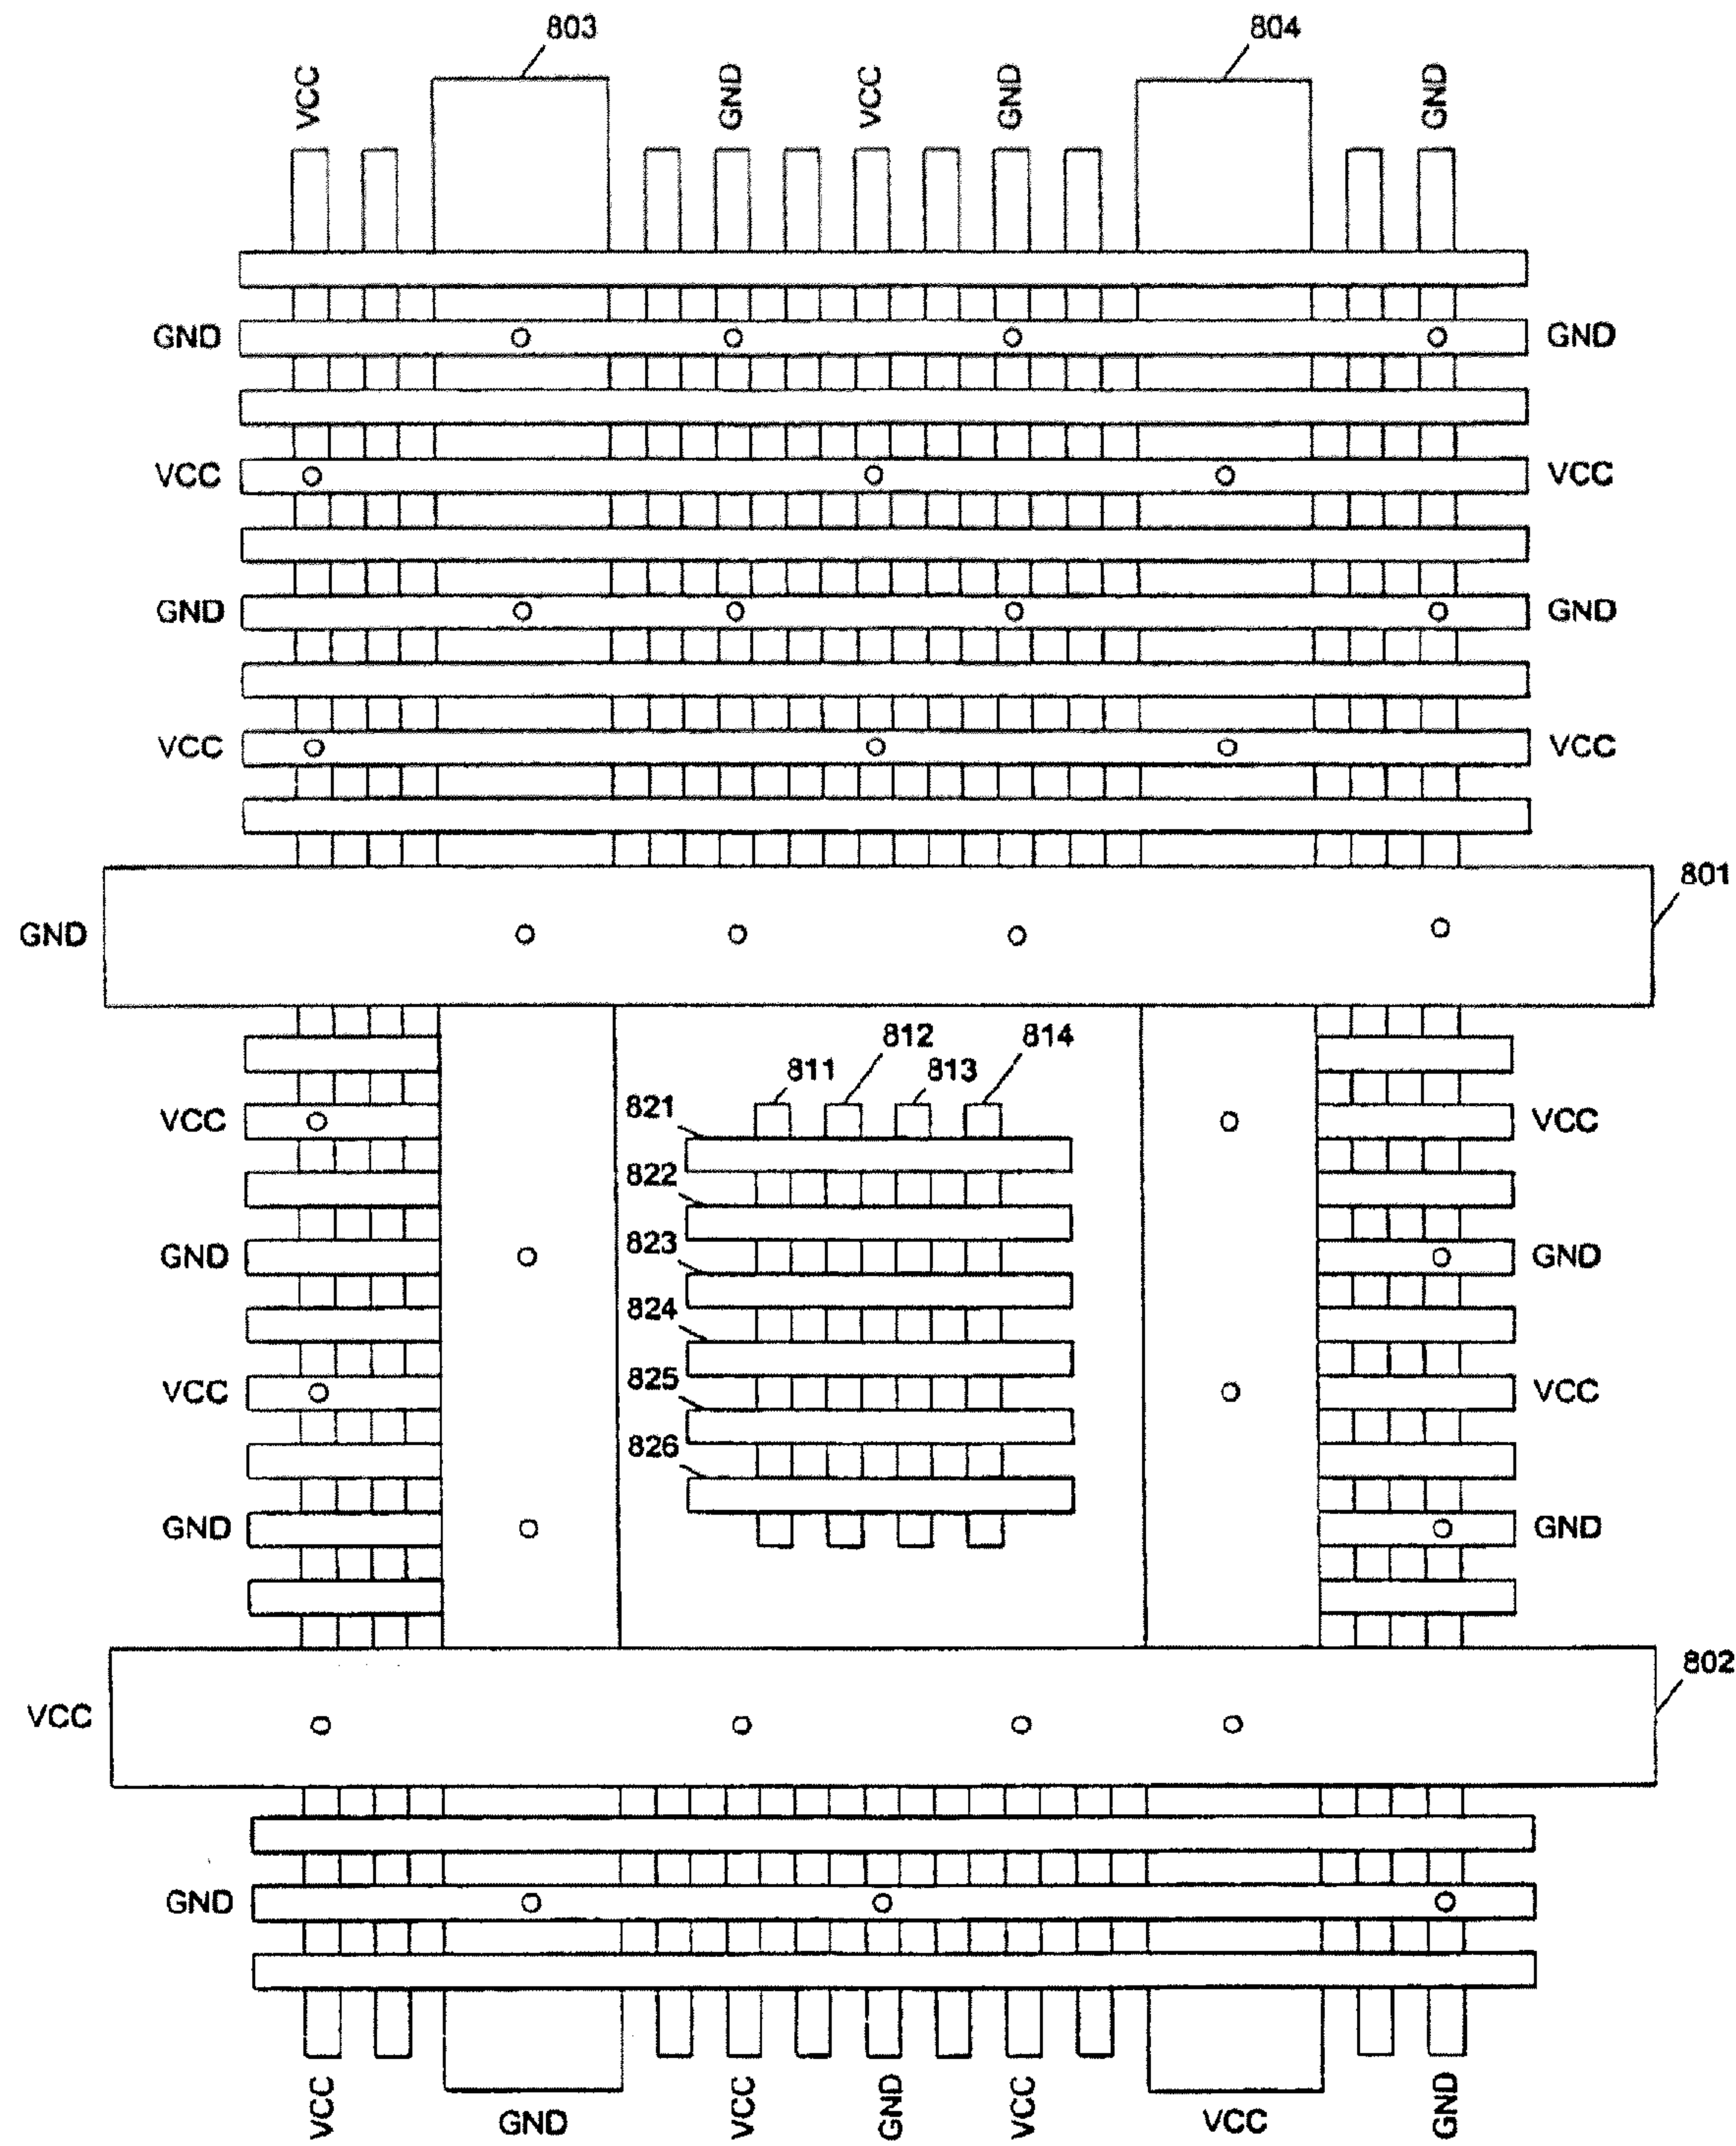 803
804
VCC
GND
VCC
GND
GND
GND
GND
VCC
VCC
GND
GND
VCC
VCC
801
GND
811
812
813
814
821
VCC
VCC
822
823
GND
GND
824
825
VCC
VCC
826
GND
GND
802
VCC
GND
VCC
GND
VCC
GND
VCC
VCC
GND